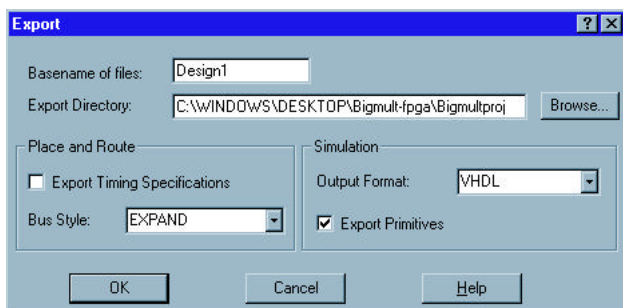 Export
Basename of files: Design1
Export Directory: C:\WINDOWS\DESKTOP\Bigmult-fpga\Bigmultproj Browse...
Place and Route
Export Timing Specifications
Bus Style: EXPAND
Simulation
Output Format: VHDL
Export Primitives
OK Cancel Help